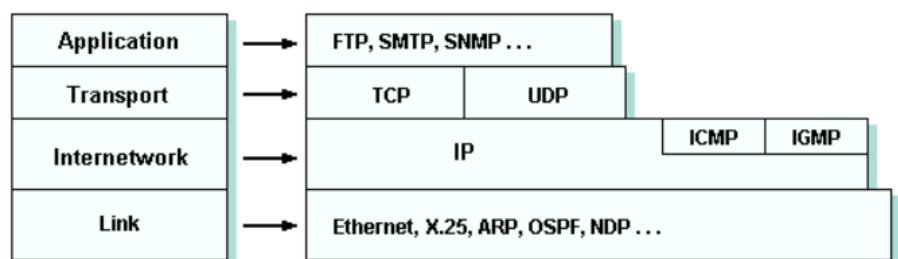 Application
FTP, SMTP, SNMP . . .
Transport
TCP
UDP
Internetwork
IP
ICMP
IGMP
Link
Ethernet, X.25, ARP, OSPF, NDP . . .